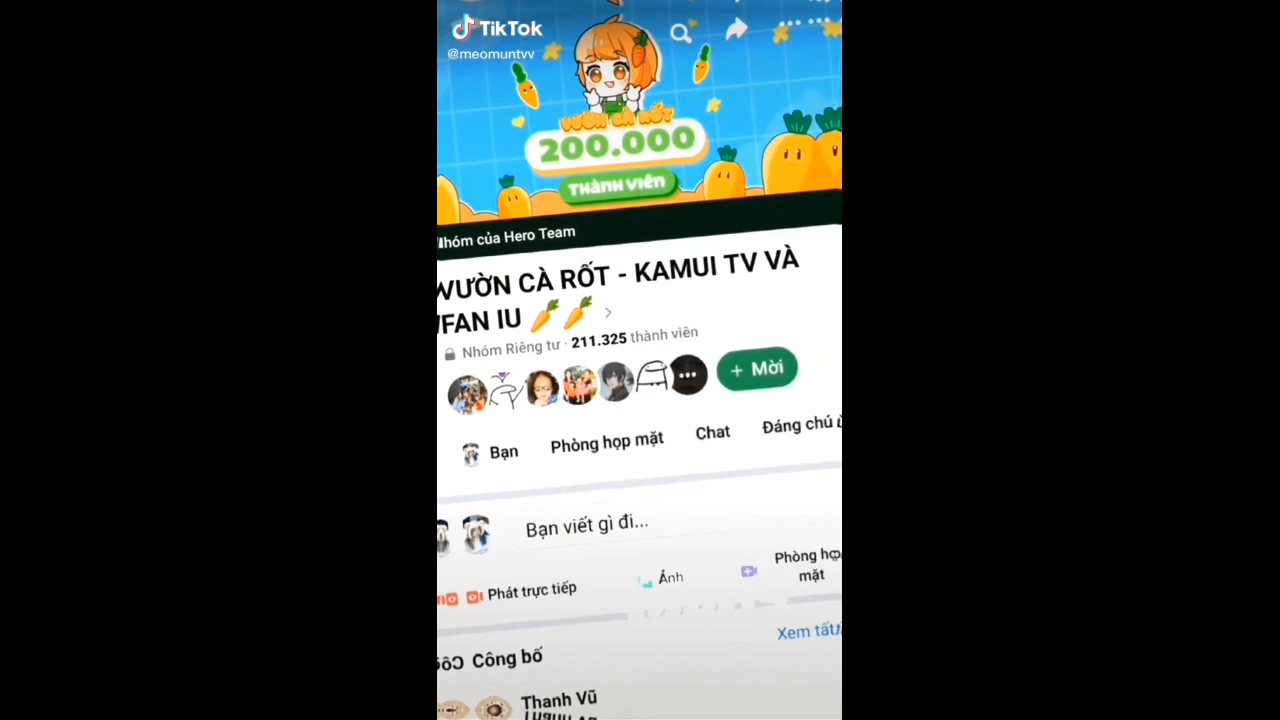 TikTok
@meomuntvv
VƯỜN CÀ RỐT
200.000
THÀNH VIÊN
Nhóm của Hero Team
VƯỜN CÀ RỐT - KAMUI TV VÀ
FAN IU
Nhóm Riêng tư · 211.325 thành viên
+ Mời
Bạn
Phòng họp mặt
Chat
Đáng chú ý
Bạn viết gì đi...
Phát trực tiếp
Ảnh
Phòng họp
mặt
Xem tất
Công bố
Thanh Vũ